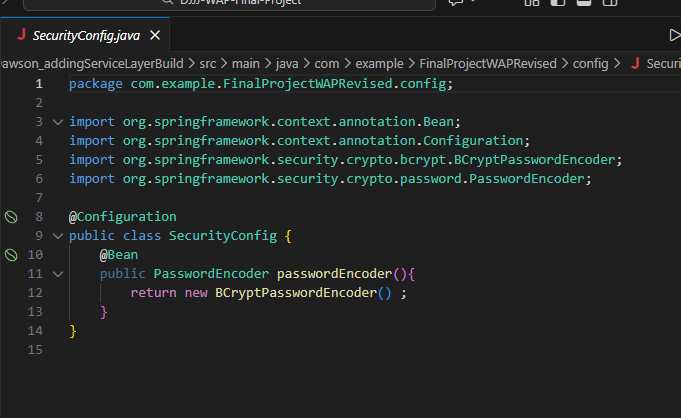 DJJJ-WAP-Final-Project
J SecurityConfig.java ×
awson_addingServiceLayerBuild > src > main > java > com > example > FinalProjectWAPRevised > config > J Securi
1 package com.example.FinalProjectWAPRevised.config;
2
3 import org.springframework.context.annotation.Bean;
4 import org.springframework.context.annotation.Configuration;
5 import org.springframework.security.crypto.bcrypt.BCryptPasswordEncoder;
6 import org.springframework.security.crypto.password.PasswordEncoder;
7
8 @Configuration
9 public class SecurityConfig {
10     @Bean
11     public PasswordEncoder passwordEncoder(){
12         return new BCryptPasswordEncoder() ;
13     }
14 }
15